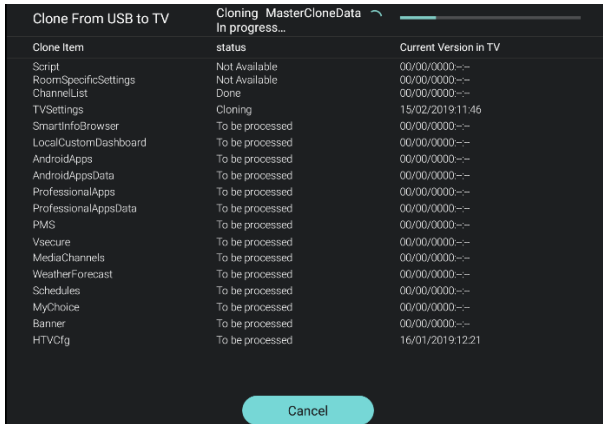 Clone From USB to TV
Cloning MasterCloneData
In progress...
Clone Item status Current Version in TV
Script Not Available 00/00/0000:--:--
RoomSpecificSettings Not Available 00/00/0000:--:--
ChannelList Done 00/00/0000:--:--
TVSettings Cloning 15/02/2019:11:46
SmartInfoBrowser To be processed 00/00/0000:--:--
LocalCustomDashboard To be processed 00/00/0000:--:--
AndroidApps To be processed 00/00/0000:--:--
AndroidAppsData To be processed 00/00/0000:--:--
ProfessionalApps To be processed 00/00/0000:--:--
ProfessionalAppsData To be processed 00/00/0000:--:--
PMS To be processed 00/00/0000:--:--
Vsecure To be processed 00/00/0000:--:--
MediaChannels To be processed 00/00/0000:--:--
WeatherForecast To be processed 00/00/0000:--:--
Schedules To be processed 00/00/0000:--:--
MyChoice To be processed 00/00/0000:--:--
Banner To be processed 00/00/0000:--:--
HTVCfg To be processed 16/01/2019:12:21
Cancel